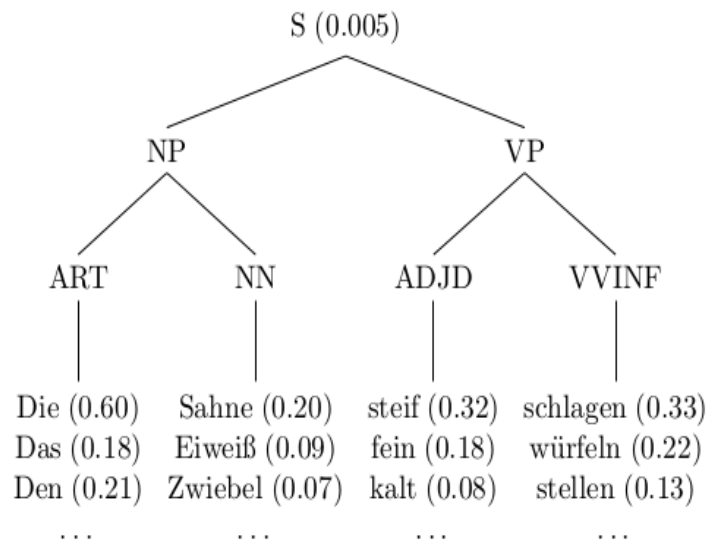 S (0.005)
NP VP
ART NN ADJD VVINF
Die (0.60) Sahne (0.20) steif (0.32) schlagen (0.33)
Das (0.18) Eiweiß (0.09) fein (0.18) würfeln (0.22)
Den (0.21) Zwiebel (0.07) kalt (0.08) stellen (0.13)
... ... ... ...